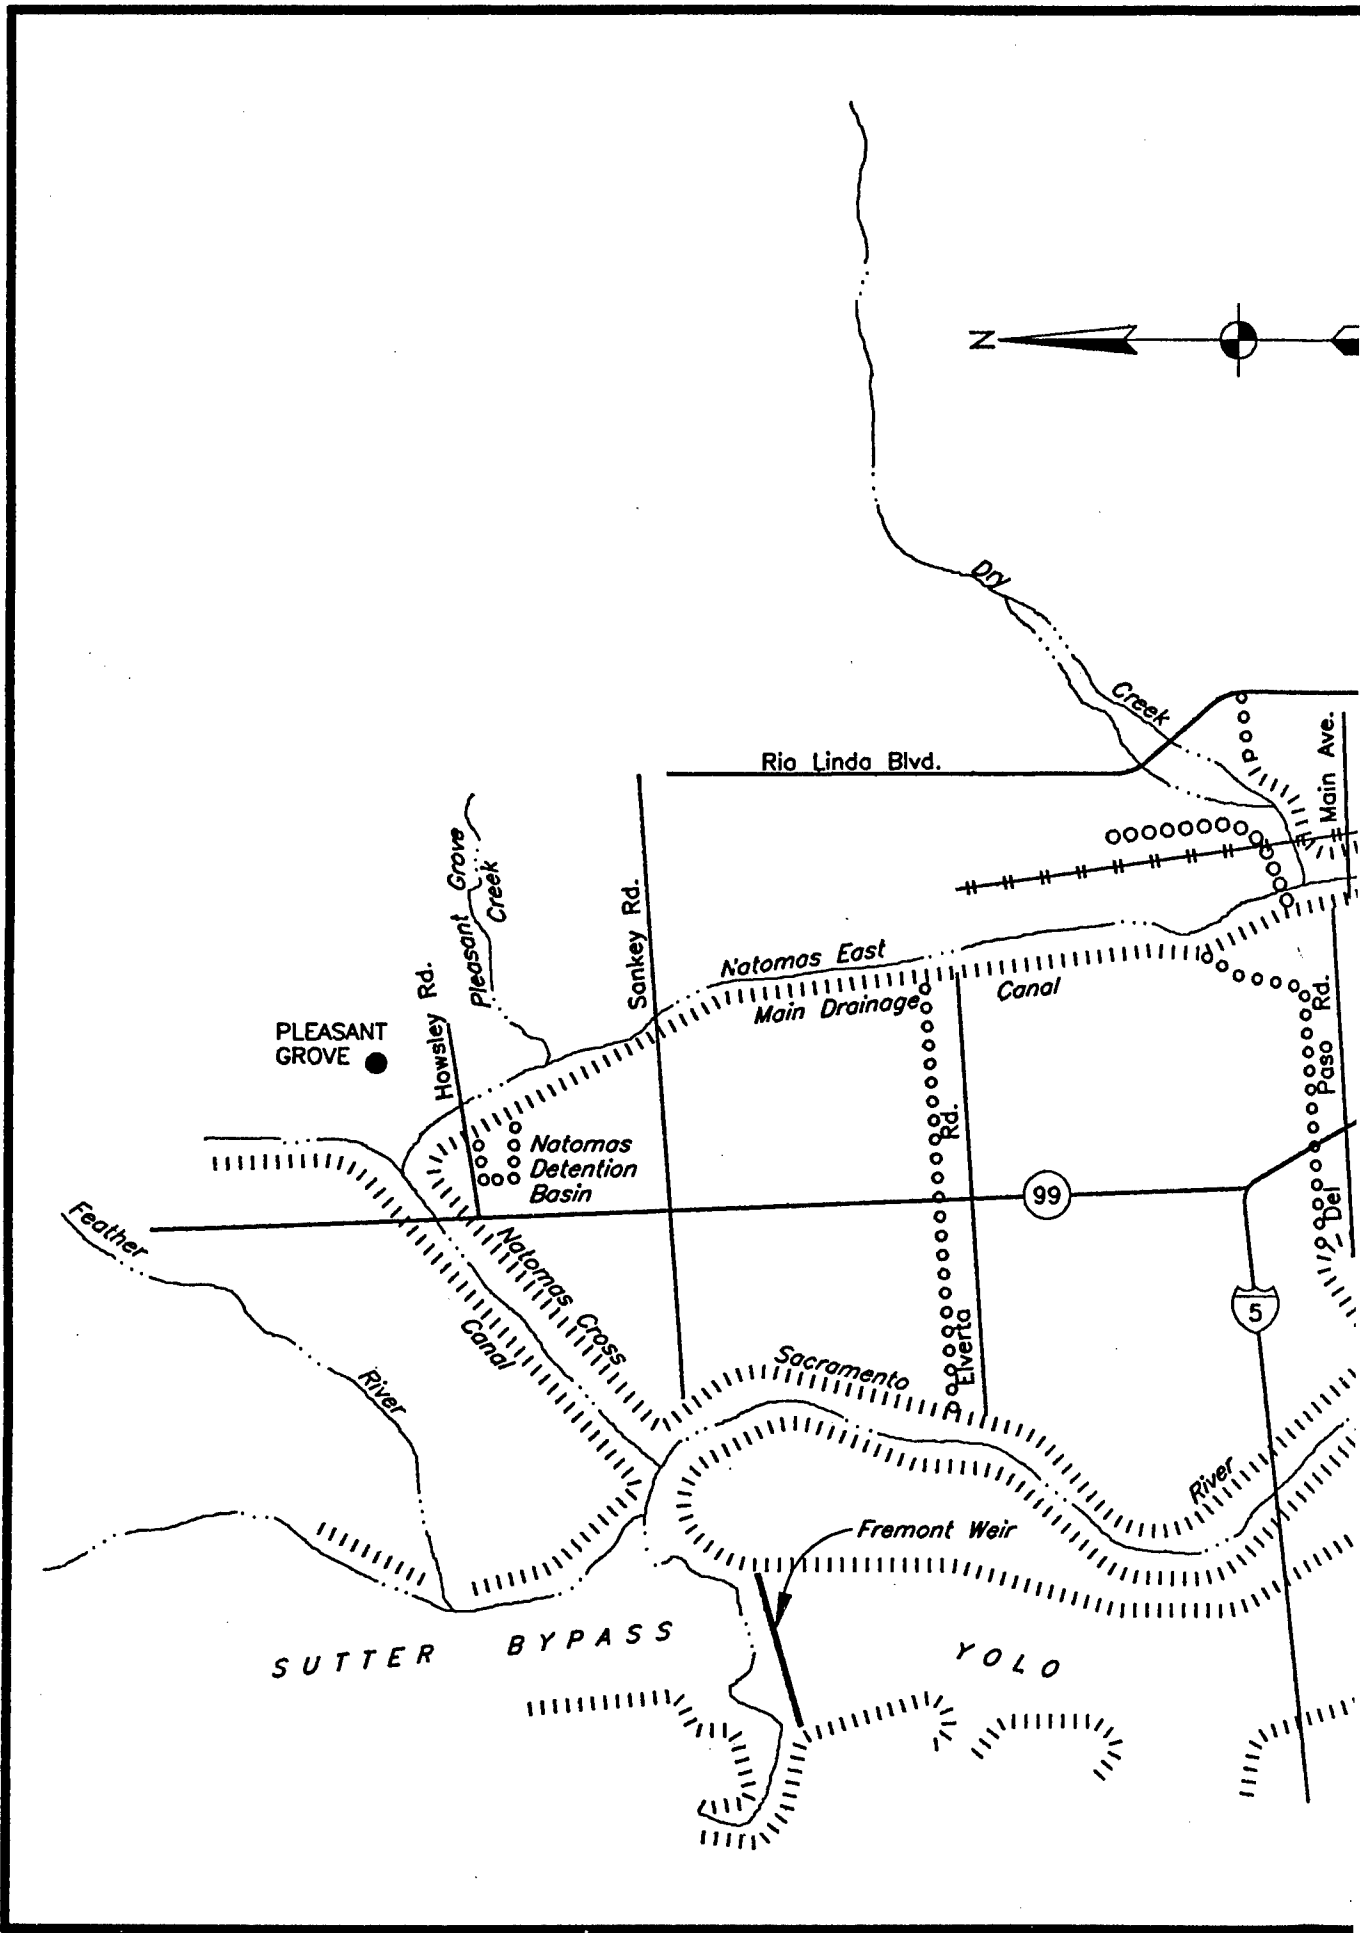 N
Dry
Creek
Rio Linda Blvd.
Main Ave.
Pleasant Grove
Creek
Sankey Rd.
Howsley Rd.
Natomas East
Main Drainage
Canal
PLEASANT
GROVE
Natomas
Detention
Basin
Elverta Rd.
Del Paso Rd.
99
5
Feather
River
Natomas Cross
Canal
Sacramento
River
Fremont Weir
SUTTER BYPASS
YOLO